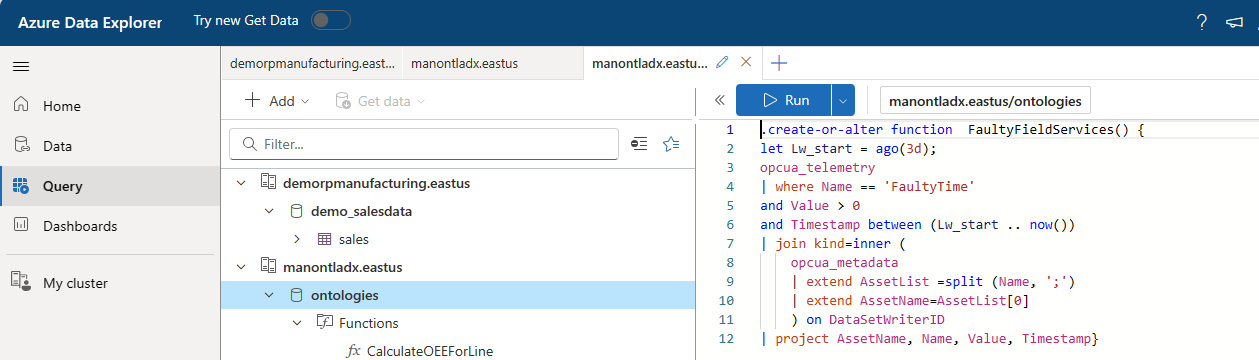 Azure Data Explorer
Try new Get Data
?
demorpmanufacturing.east...
manontladx.eastus
manontladx.eastu...
Home
Data
Query
Dashboards
My cluster
Add
Get data
Filter...
demorpmanufacturing.eastus
demo_salesdata
sales
manontladx.eastus
ontologies
Functions
fx CalculateOEEForLine
Run
manontladx.eastus/ontologies
1 .create-or-alter function  FaultyFieldServices() {
2 let Lw_start = ago(3d);
3 opcua_telemetry
4 | where Name == 'FaultyTime'
5 and Value > 0
6 and Timestamp between (Lw_start .. now())
7 | join kind=inner (
8     opcua_metadata
9     | extend AssetList =split (Name, ';')
10     | extend AssetName=AssetList[0]
11     ) on DataSetWriterID
12 | project AssetName, Name, Value, Timestamp}